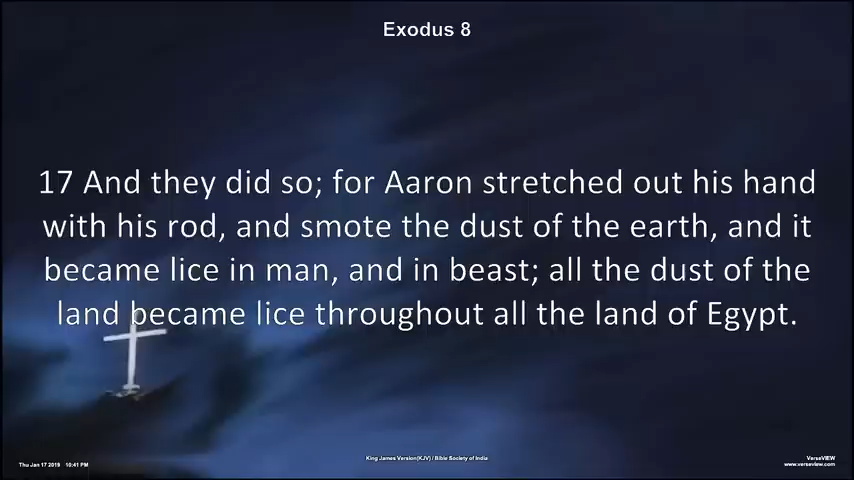 Exodus 8
17 And they did so; for Aaron stretched out his hand
with his rod, and smote the dust of the earth, and it
became lice in man, and in beast; all the dust of the
land became lice throughout all the land of Egypt.
Thu Jan 17 2019 10:41 PM
King James Version(KJV) / Bible Society of India
VerseVIEW
www.verseview.com